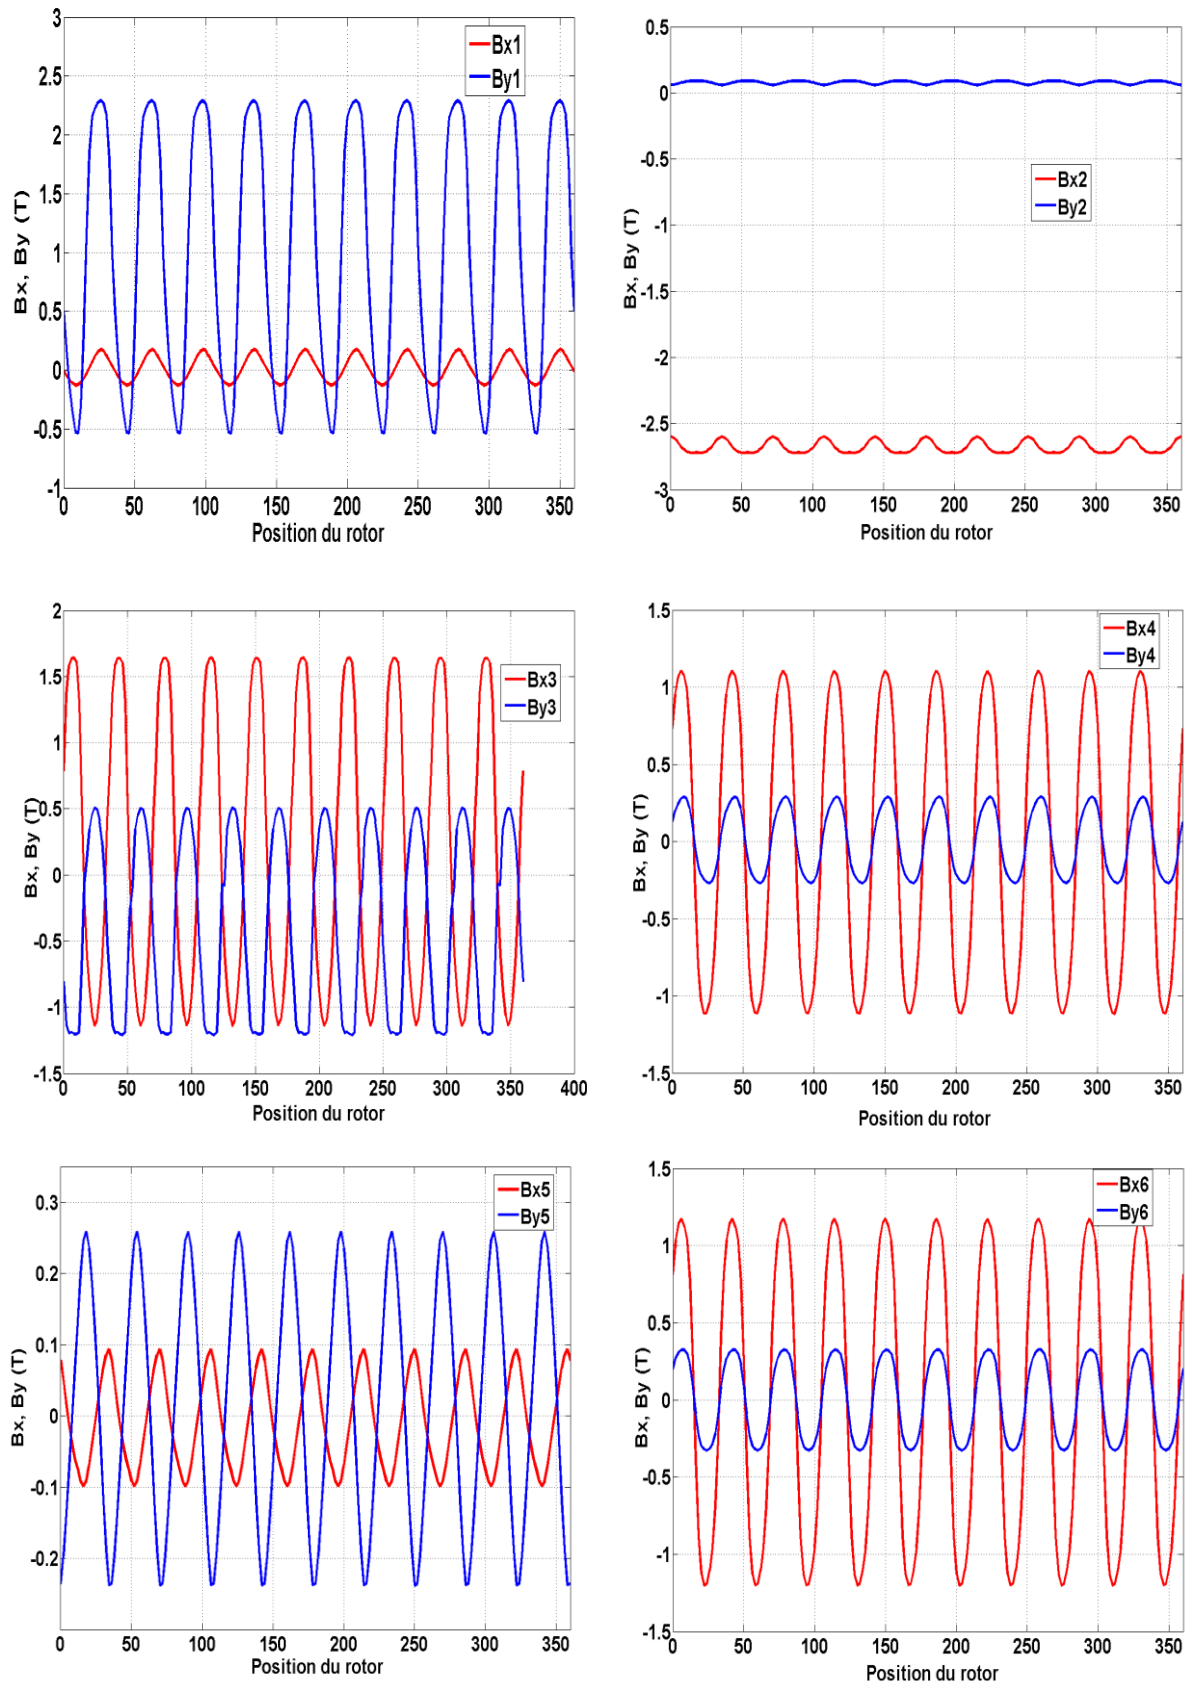 3
2.5
2
1.5
1
0.5
0
-0.5
-1
Bx, By (T)
Bx1
By1
0 50 100 150 200 250 300 350
Position du rotor
0.5
0
-0.5
-1
-1.5
-2
-2.5
-3
Bx, By (T)
Bx2
By2
0 50 100 150 200 250 300 350
Position du rotor
2
1.5
1
0.5
0
-0.5
-1
-1.5
Bx, By (T)
Bx3
By3
0 50 100 150 200 250 300 350 400
Position du rotor
1.5
1
0.5
0
-0.5
-1
-1.5
Bx, By (T)
Bx4
By4
0 50 100 150 200 250 300 350
Position du rotor
0.3
0.2
0.1
0
-0.1
-0.2
Bx, By (T)
Bx5
By5
0 50 100 150 200 250 300 350
Position du rotor
1.5
1
0.5
0
-0.5
-1
-1.5
Bx, By (T)
Bx6
By6
0 50 100 150 200 250 300 350
Position du rotor